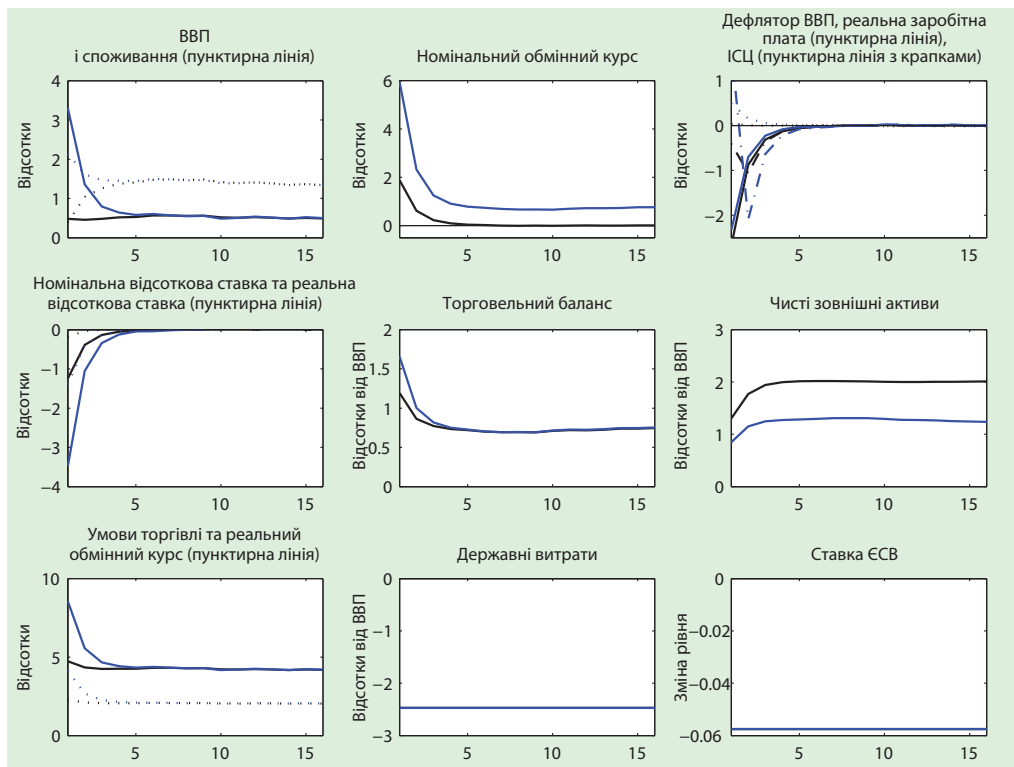 ВВП
і споживання (пунктирна лінія)
Відсотки
4
3
2
1
0
5
10
15
Номінальний обмінний курс
6
4
2
0
5
10
15
Дефлятор ВВП, реальна заробітна
плата (пунктирна лінія),
ІСЦ (пунктирна лінія з крапками)
Відсотки
1
0
−1
−2
5
10
15
Номінальна відсоткова ставка та реальна
відсоткова ставка (пунктирна лінія)
Відсотки
0
−1
−2
−3
−4
5
10
15
Торговельний баланс
Відсотки від ВВП
2
1.5
1
0.5
0
5
10
15
Чисті зовнішні активи
Відсотки від ВВП
3
2
1
0
5
10
15
Умови торгівлі та реальний
обмінний курс (пунктирна лінія)
Відсотки
10
5
0
5
10
15
Державні витрати
Відсотки від ВВП
0
−1
−2
−3
5
10
15
Ставка ЄСВ
Зміна рівня
0
−0.02
−0.04
−0.06
5
10
15